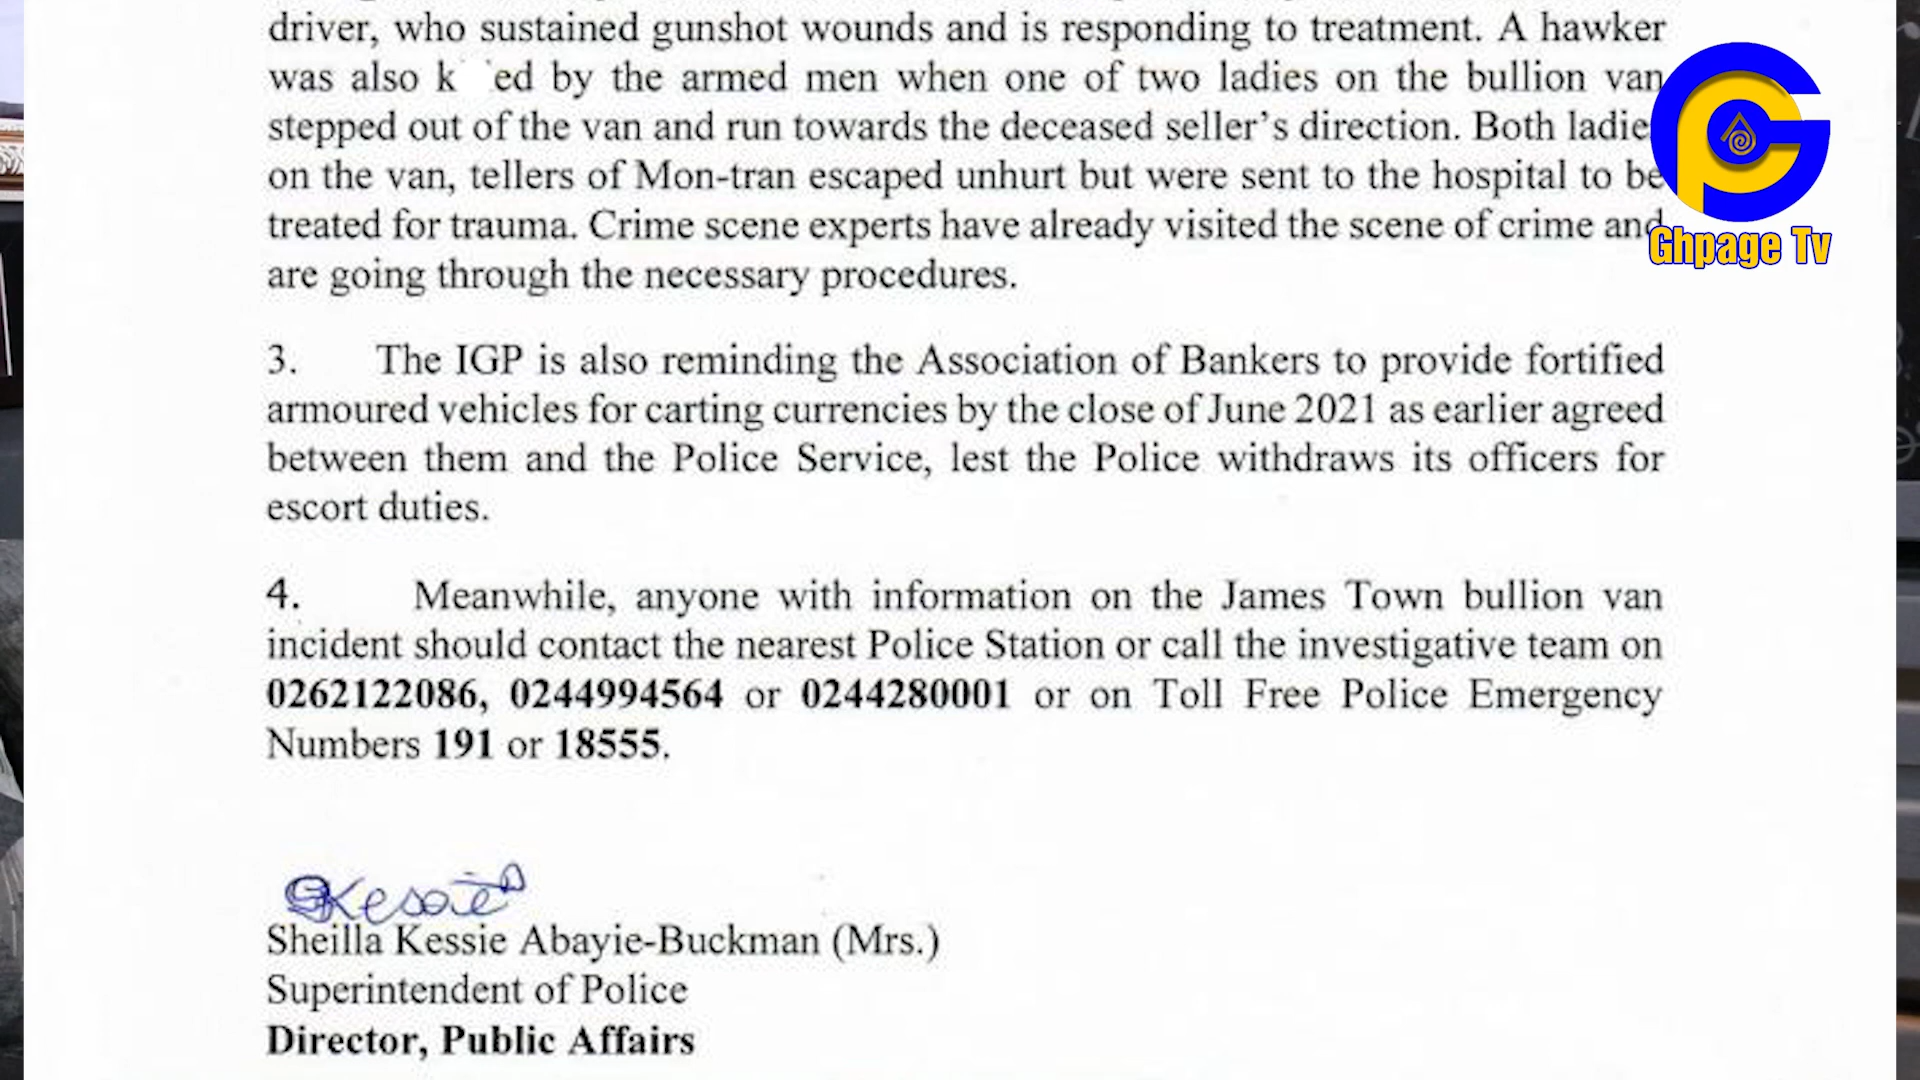 driver, who sustained gunshot wounds and is responding to treatment. A hawker
was also k ed by the armed men when one of two ladies on the bullion van
stepped out of the van and run towards the deceased seller's direction. Both ladie
on the van, tellers of Mon-tran escaped unhurt but were sent to the hospital to be
treated for trauma. Crime scene experts have already visited the scene of crime and
are going through the necessary procedures.
Ghpage Tv
3. The IGP is also reminding the Association of Bankers to provide fortified
armoured vehicles for carting currencies by the close of June 2021 as earlier agreed
between them and the Police Service, lest the Police withdraws its officers for
escort duties.
4. Meanwhile, anyone with information on the James Town bullion van
incident should contact the nearest Police Station or call the investigative team on
0262122086, 0244994564 or 0244280001 or on Toll Free Police Emergency
Numbers 191 or 18555.
SKessie
Sheilla Kessie Abayie-Buckman (Mrs.)
Superintendent of Police
Director, Public Affairs